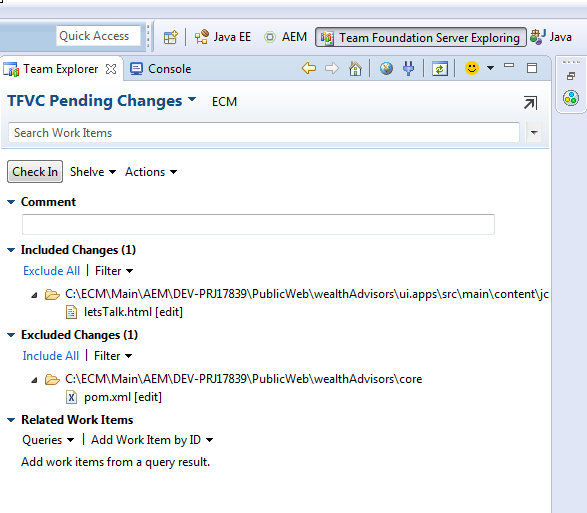 Quick Access Java EE AEM Team Foundation Server Exploring Java
Team Explorer Console
TFVC Pending Changes ECM
Search Work Items
Check In Shelve Actions
Comment
Included Changes (1)
Exclude All | Filter
C:\ECM\Main\AEM\DEV-PRJ17839\PublicWeb\wealthAdvisors\ui.apps\src\main\content\jc
letsTalk.html [edit]
Excluded Changes (1)
Include All | Filter
C:\ECM\Main\AEM\DEV-PRJ17839\PublicWeb\wealthAdvisors\core
pom.xml [edit]
Related Work Items
Queries | Add Work Item by ID
Add work items from a query result.